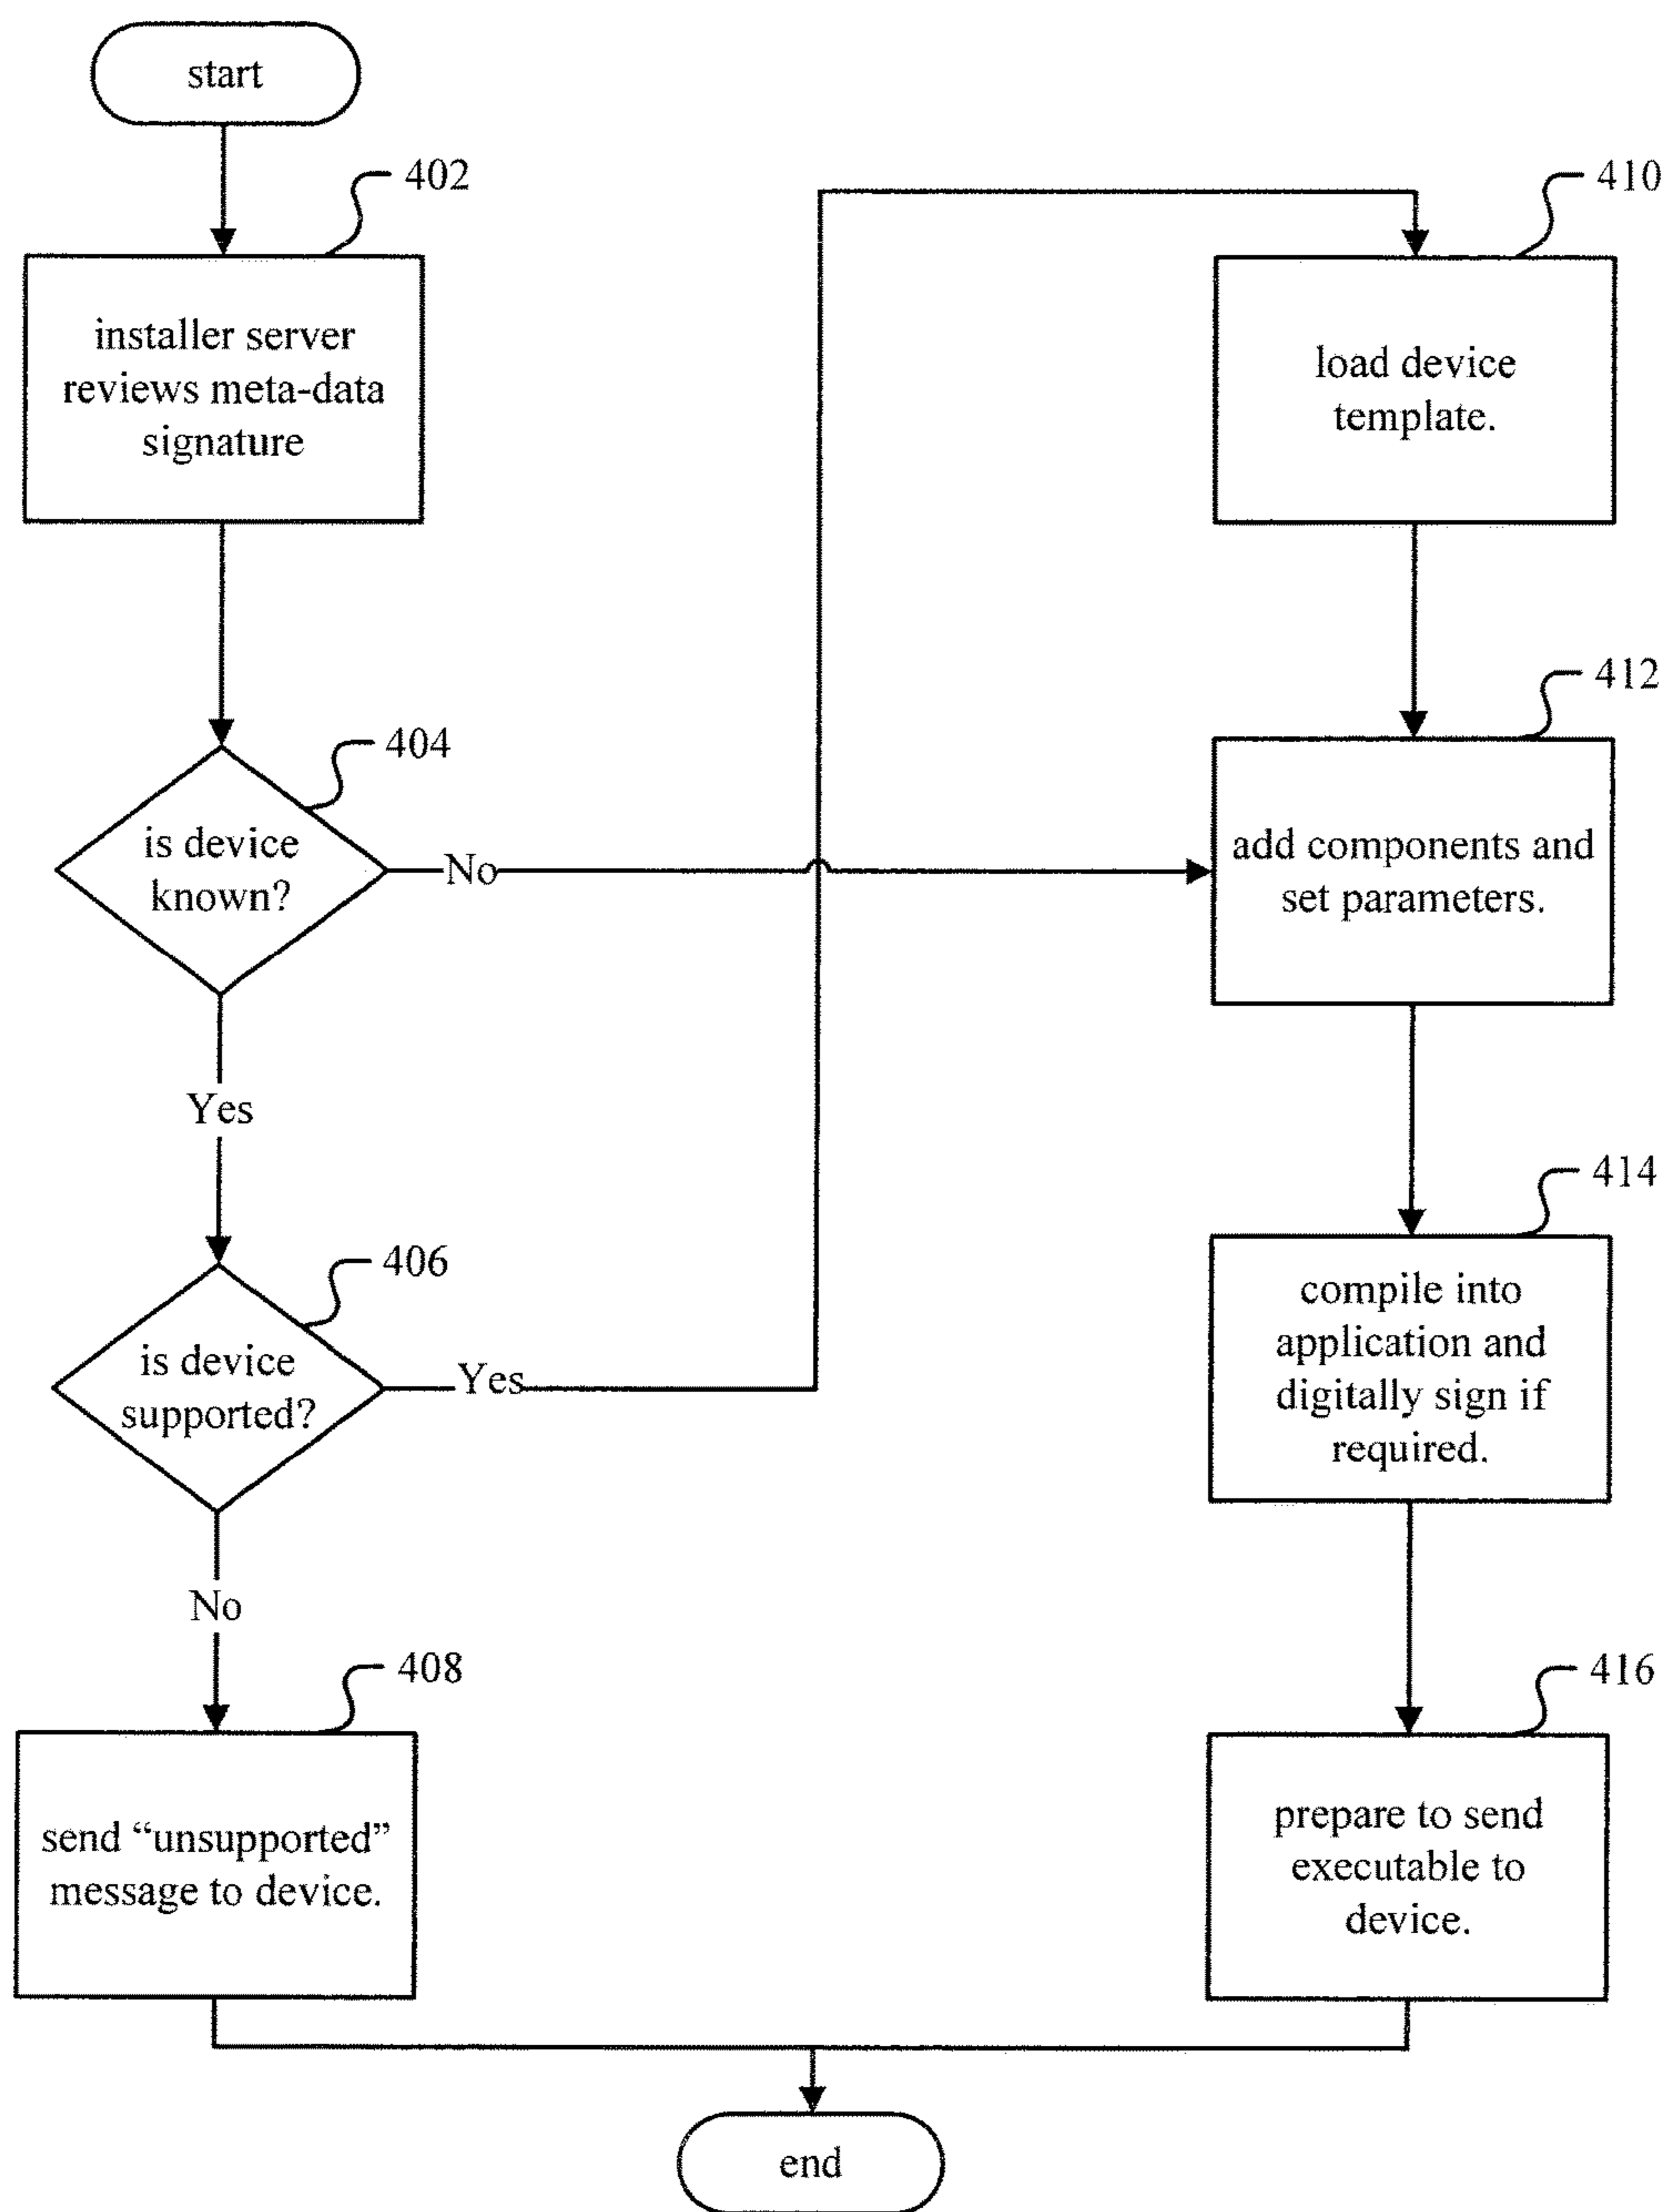 start
402
installer server
reviews meta-data
signature
404
is device
known?
No
Yes
406
is device
supported?
Yes
No
408
send “unsupported”
message to device.
410
load device
template.
412
add components and
set parameters.
414
compile into
application and
digitally sign if
required.
416
prepare to send
executable to
device.
end